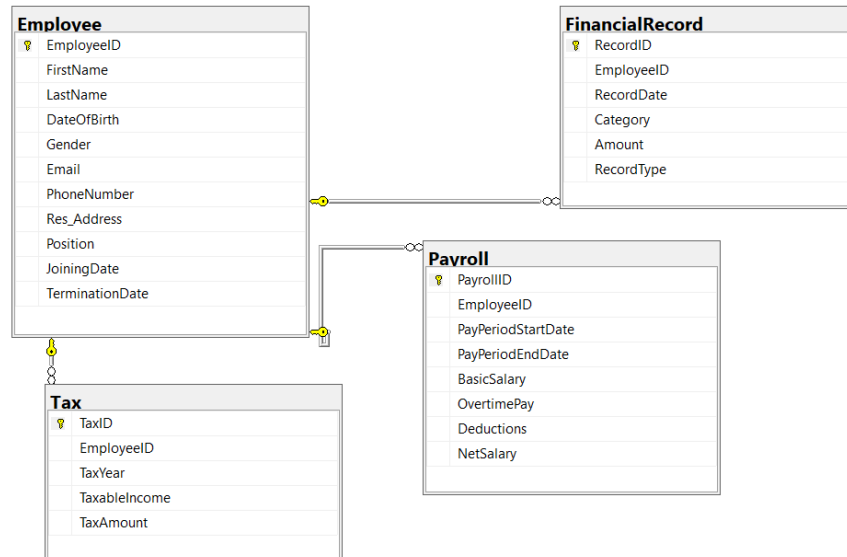 Employee
EmployeeID
FirstName
LastName
DateOfBirth
Gender
Email
PhoneNumber
Res_Address
Position
JoiningDate
TerminationDate
FinancialRecord
RecordID
EmployeeID
RecordDate
Category
Amount
RecordType
Payroll
PayrollID
EmployeeID
PayPeriodStartDate
PayPeriodEndDate
BasicSalary
OvertimePay
Deductions
NetSalary
Tax
TaxID
EmployeeID
TaxYear
TaxableIncome
TaxAmount